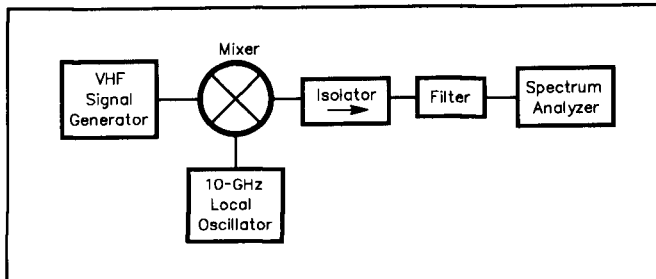 Mixer
VHF
Signal
Generator
Isolator
Filter
Spectrum
Analyzer
10-GHz
Local
Oscillator